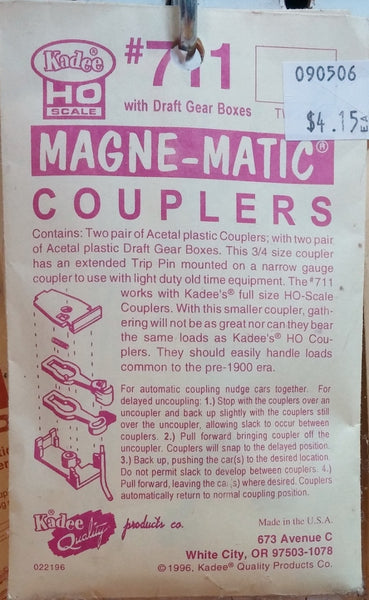 Kadee®
HO
SCALE
#711
with Draft Gear Boxes
090506
$4.15 EA
MAGNE-MATIC®
COUPLERS
Contains: Two pair of Acetal plastic Couplers; with two pair
of Acetal plastic Draft Gear Boxes. This 3/4 size coupler
has an extended Trip Pin mounted on a narrow gauge
coupler to use with light duty old time equipment. The #711
works with Kadee's® full size HO-Scale
Couplers. With this smaller coupler, gath-
ering will not be as great nor can they bear
the same loads as Kadee's® HO Cou-
plers. They should easily handle loads
common to the pre-1900 era.
For automatic coupling nudge cars together. For
delayed uncoupling: 1.) Stop with the couplers over an
uncoupler and back up slightly with the couplers still
over the uncoupler, allowing slack to occur between
couplers. 2.) Pull forward bringing coupler off the
uncoupler. Couplers will snap to the delayed position.
3.) Back up, pushing the car(s) to the desired location.
Do not permit slack to develop between couplers. 4.)
Pull forward, leaving the car(s) where desired. Couplers
automatically return to normal coupling position.
Kadee®
Quality products co.
Made in the U.S.A.
673 Avenue C
White City, OR 97503-1078
022196
©1996, Kadee® Quality Products Co.